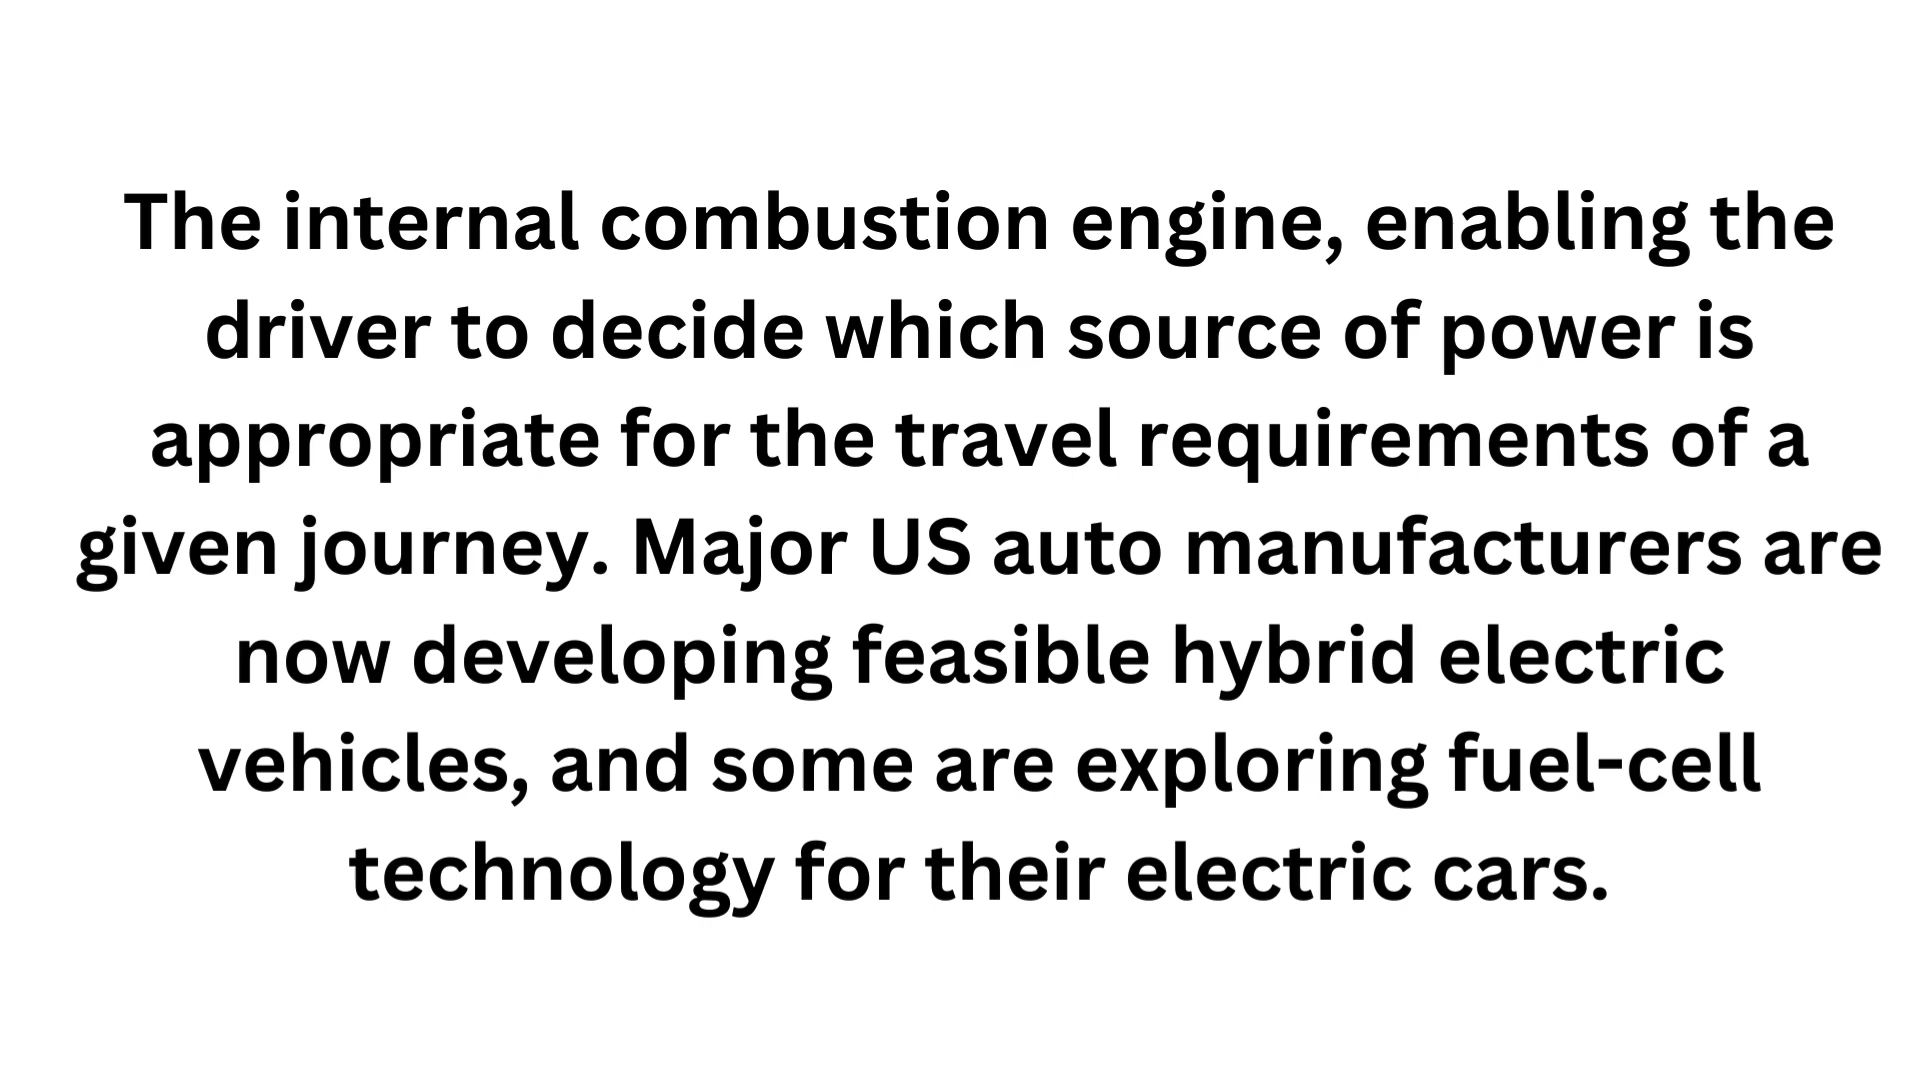 The internal combustion engine, enabling the
driver to decide which source of power is
appropriate for the travel requirements of a
given journey. Major US auto manufacturers are
now developing feasible hybrid electric
vehicles, and some are exploring fuel-cell
technology for their electric cars.